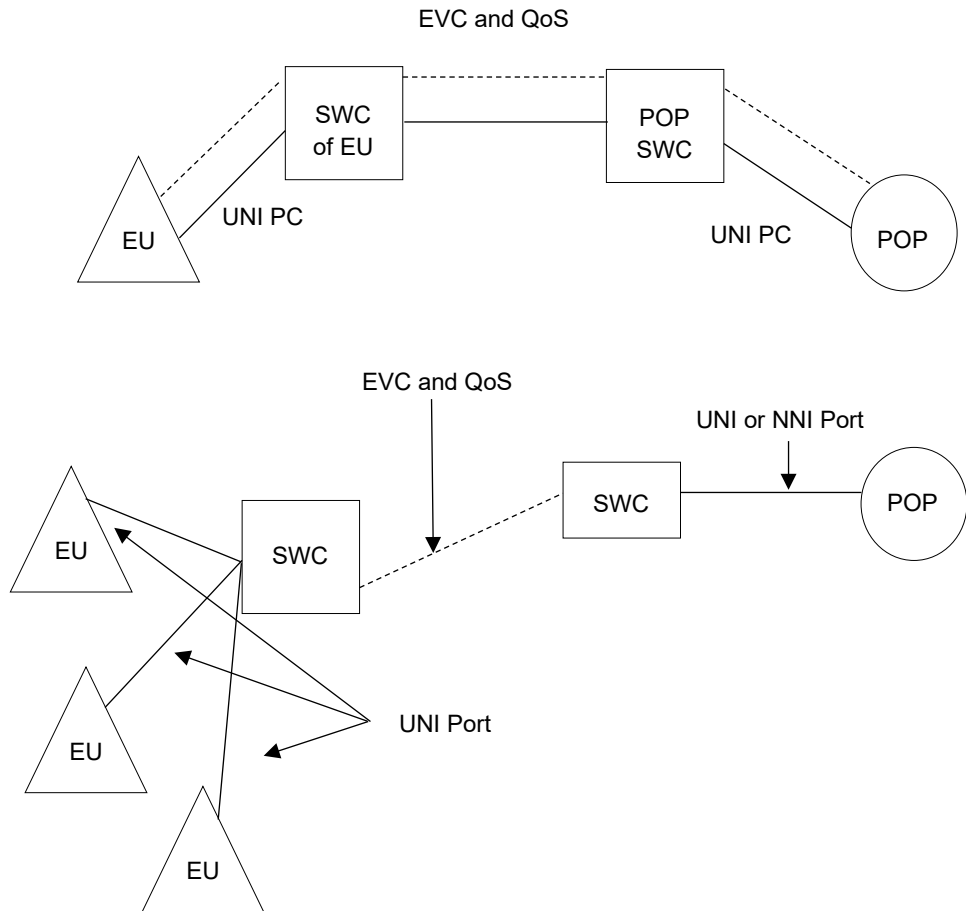 EVC and QoS
SWC
of EU
POP
SWC
UNI PC
EU
UNI PC
POP
EVC and QoS
UNI or NNI Port
SWC
POP
EU
SWC
UNI Port
EU
EU